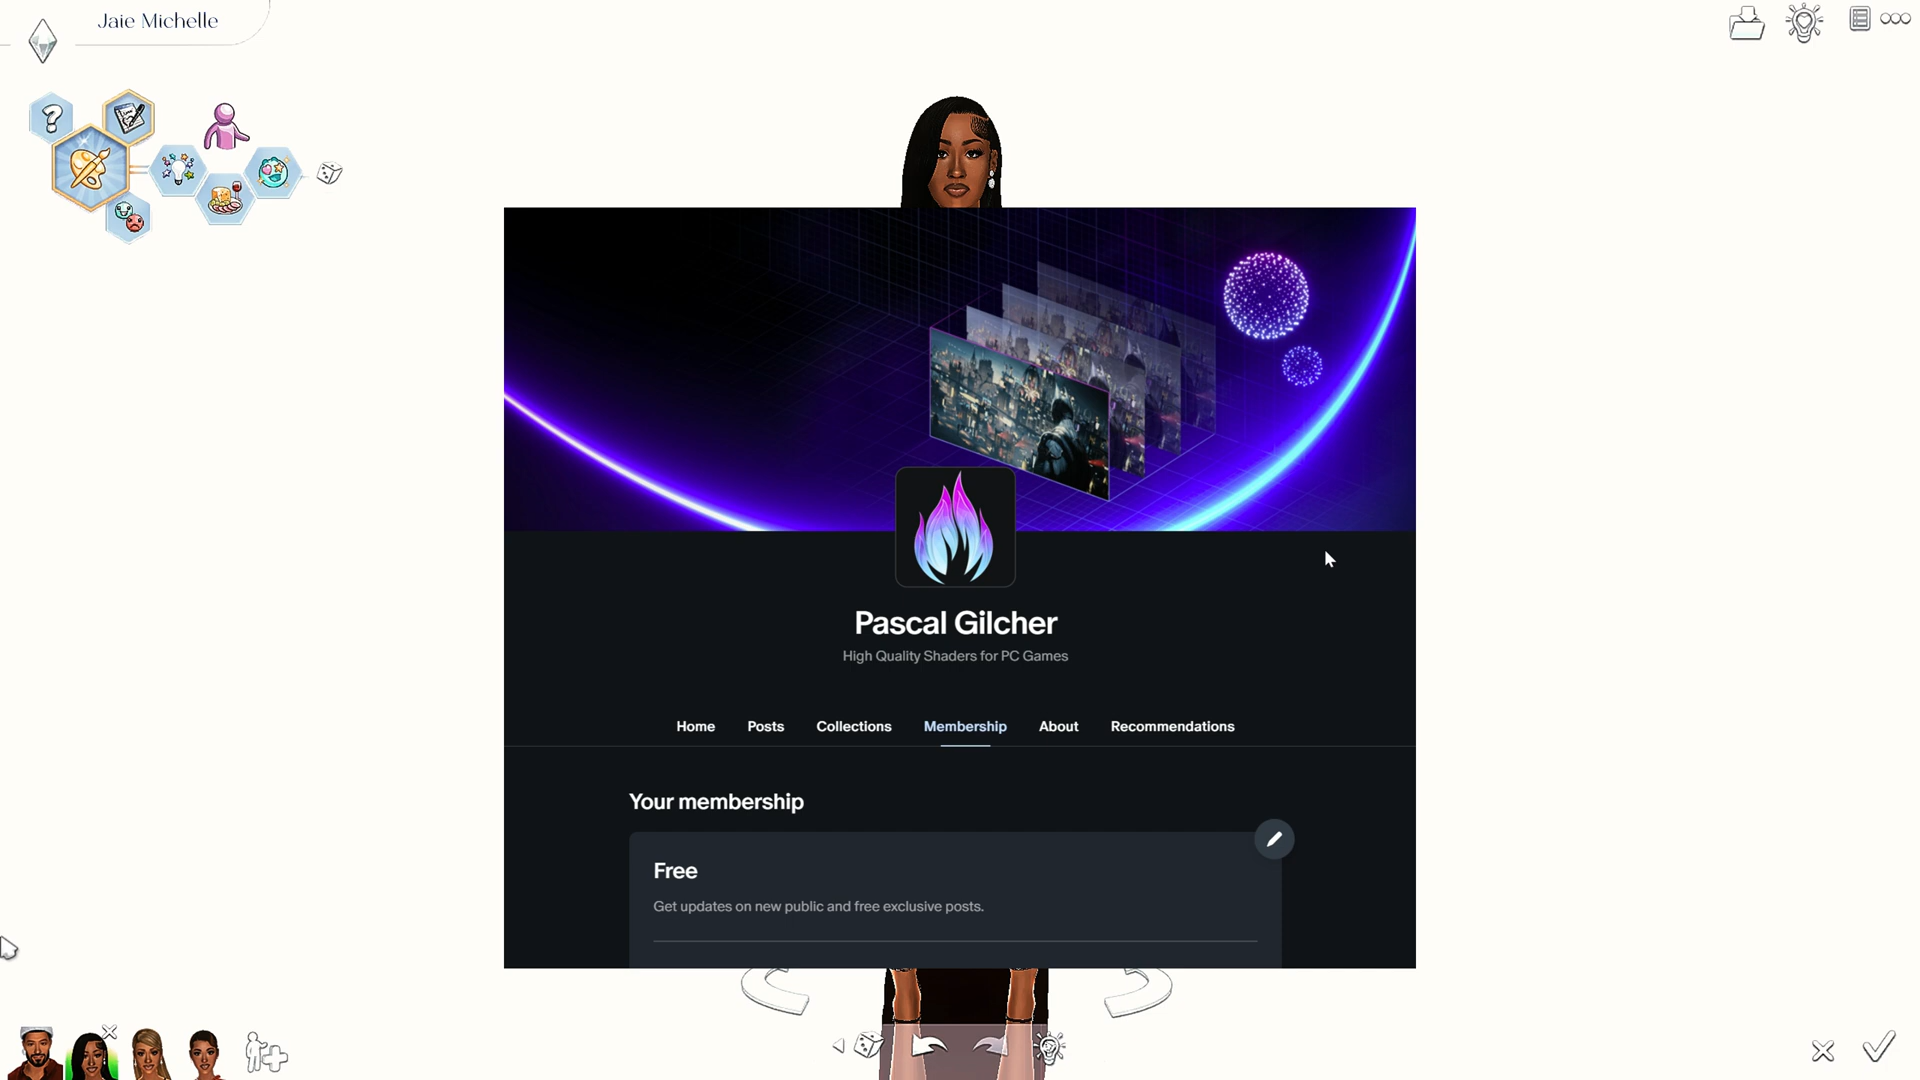 Jaie Michelle
Pascal Gilcher
High Quality Shaders for PC Games
Home Posts Collections Membership About Recommendations
Your membership
Free
Get updates on new public and free exclusive posts.